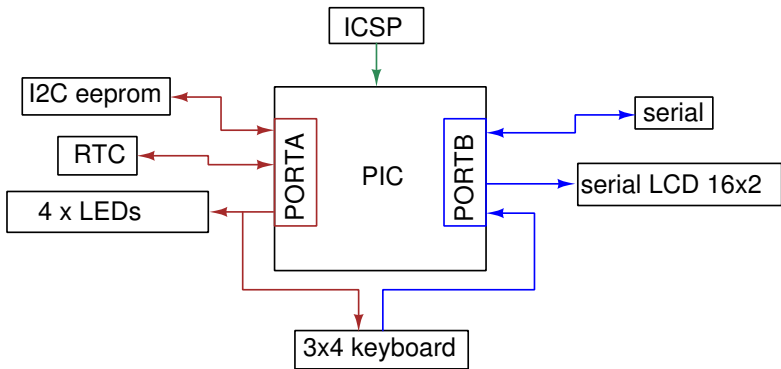 ICSP
I2C eeprom
serial
RTC
PORTA
PIC
PORTB
serial LCD 16x2
4 x LEDs
3x4 keyboard